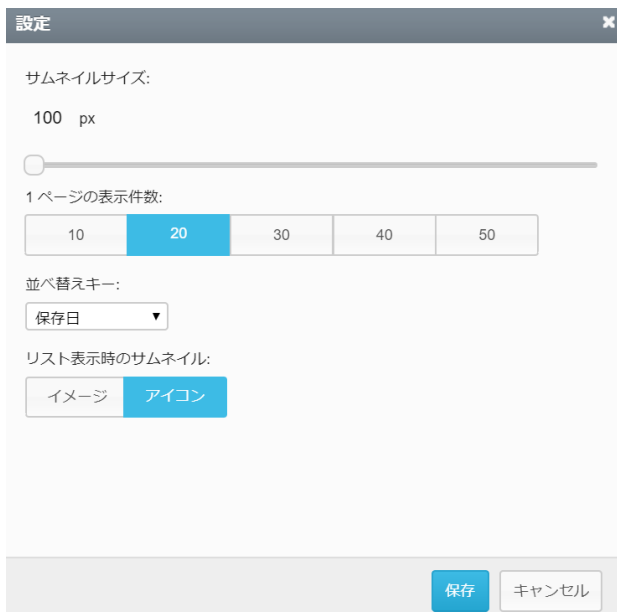 設定
サムネイルサイズ:
100 px
1 ページの表示件数:
10 20 30 40 50
並べ替えキー:
保存日
リスト表示時のサムネイル:
イメージ アイコン
保存 キャンセル